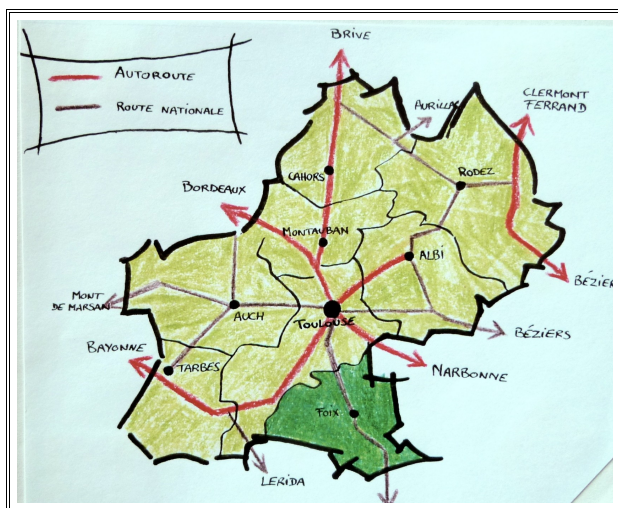 BRIVE
AUTOROUTE
ROUTE NATIONALE
AURILLAC
CLERMONT
FERRAND
CAHORS
RODEZ
BORDEAUX
MONTAUBAN
ALBI
BÉZIER
MONT
DE MARSAN
AUCH
TOULOUSE
BÉZIERS
BAYONNE
TARBES
NARBONNE
FOIX
LERIDA